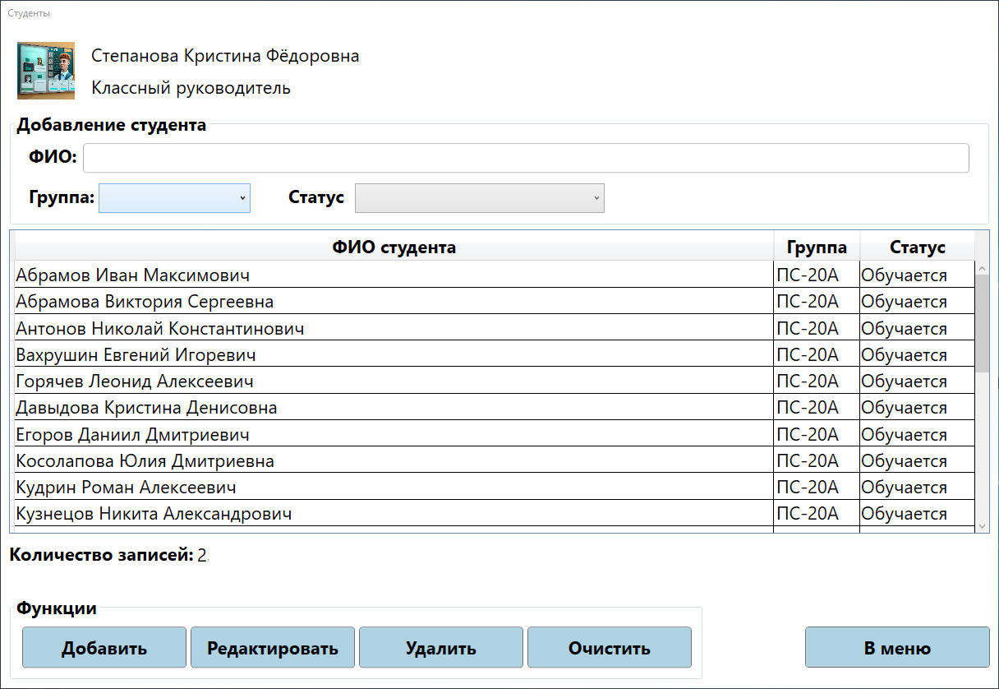 Студенты
Степанова Кристина Фёдоровна
Классный руководитель
Добавление студента
ФИО:
Группа: Статус
ФИО студента Группа Статус
Абрамов Иван Максимович ПС-20А Обучается
Абрамова Виктория Сергеевна ПС-20А Обучается
Антонов Николай Константинович ПС-20А Обучается
Вахрушин Евгений Игоревич ПС-20А Обучается
Горячев Леонид Алексеевич ПС-20А Обучается
Давыдова Кристина Денисовна ПС-20А Обучается
Егоров Даниил Дмитриевич ПС-20А Обучается
Косолапова Юлия Дмитриевна ПС-20А Обучается
Кудрин Роман Алексеевич ПС-20А Обучается
Кузнецов Никита Александрович ПС-20А Обучается
Количество записей: 2
Функции
Добавить Редактировать Удалить Очистить В меню